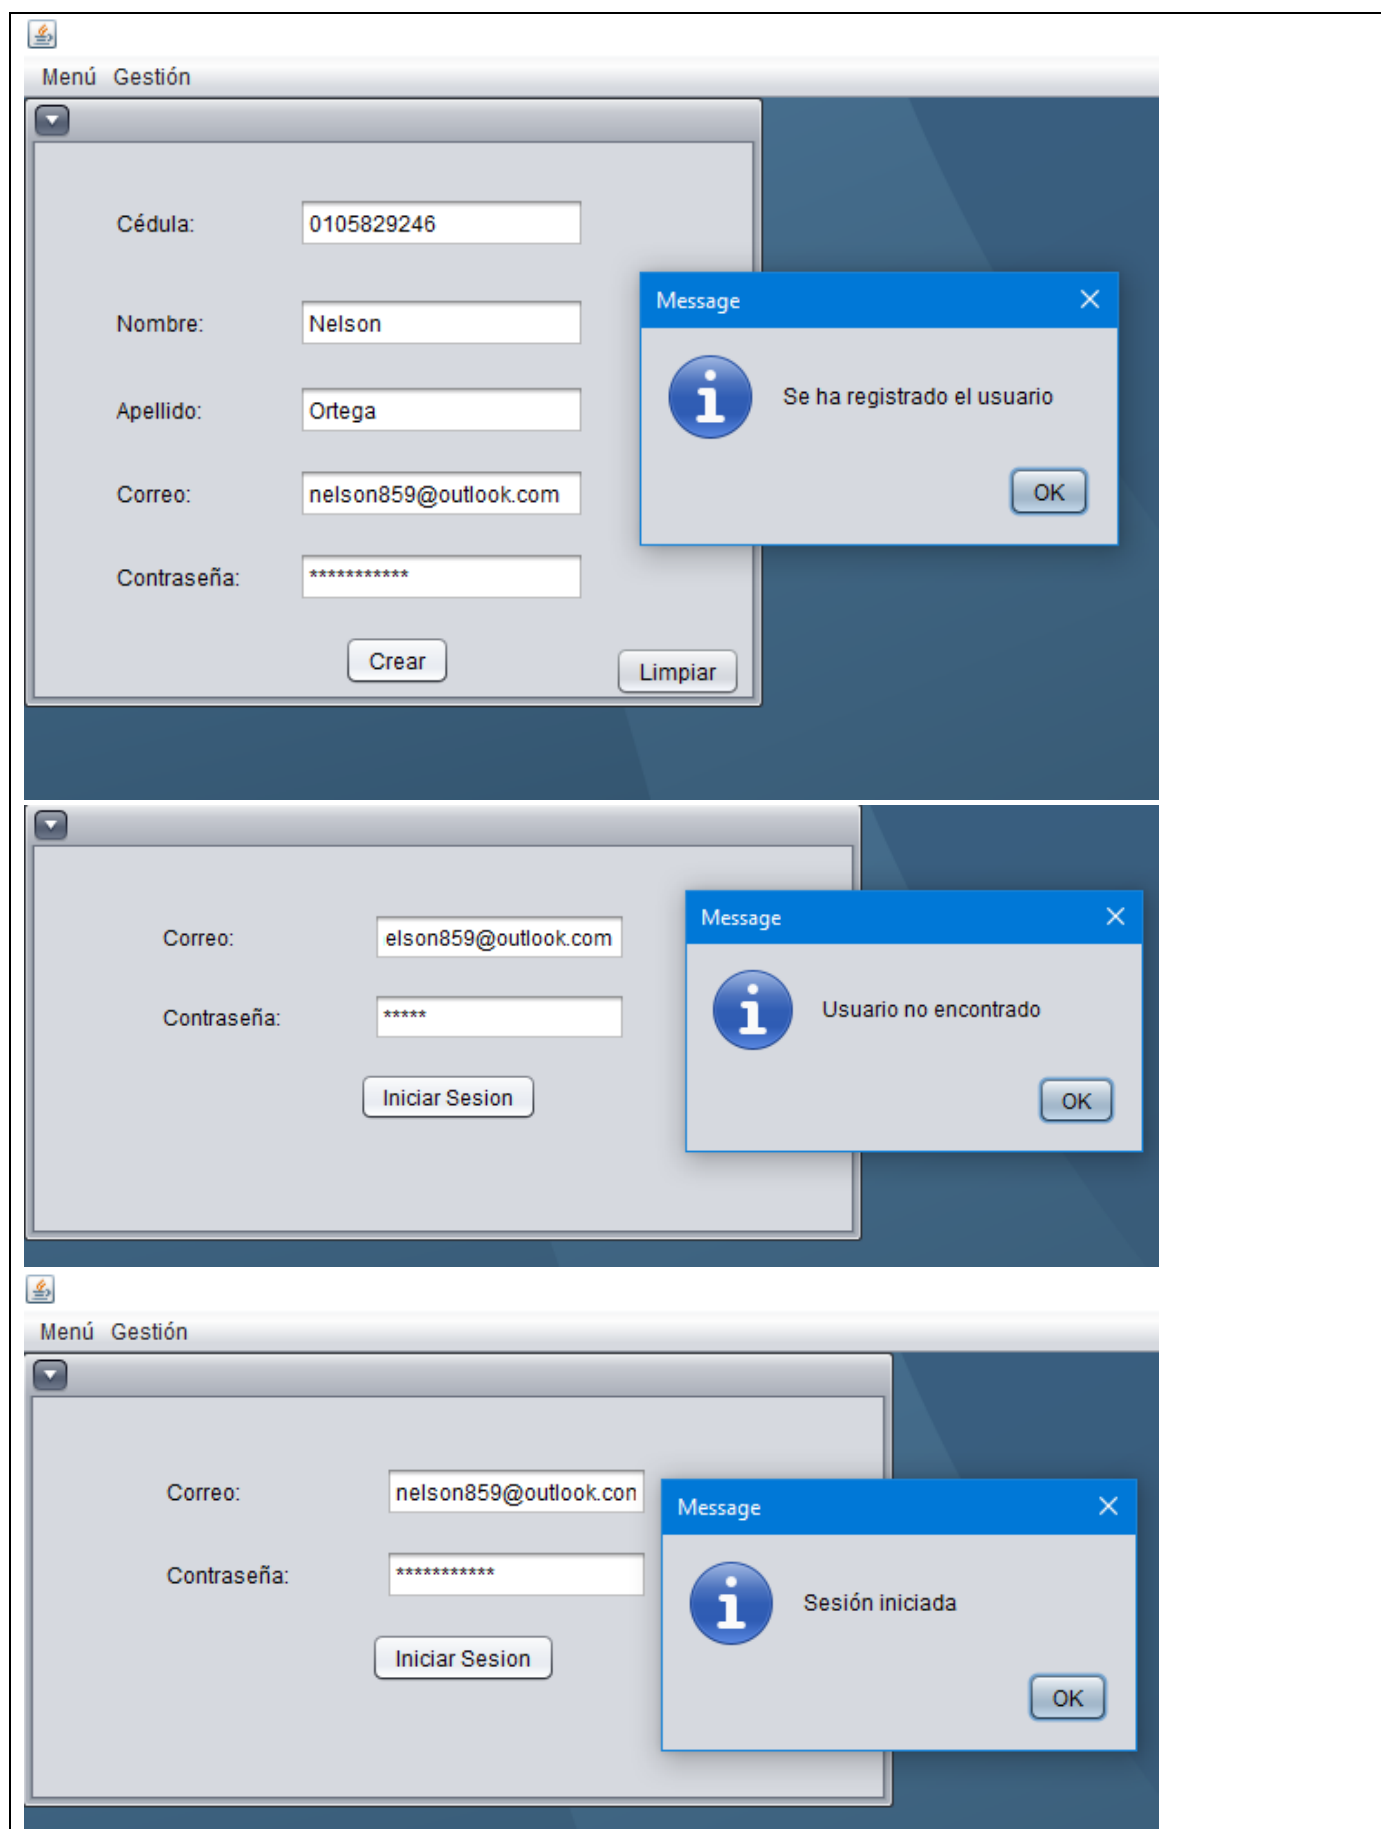 Menú Gestión
Cédula: 0105829246
Nombre: Nelson
Apellido: Ortega
Correo: nelson859@outlook.com
Contraseña: ***********
Crear
Limpiar
Message
Se ha registrado el usuario
OK
Correo: elson859@outlook.com
Contraseña: *****
Iniciar Sesion
Message
Usuario no encontrado
OK
Menú Gestión
Correo: nelson859@outlook.con
Contraseña: ***********
Iniciar Sesion
Message
Sesión iniciada
OK